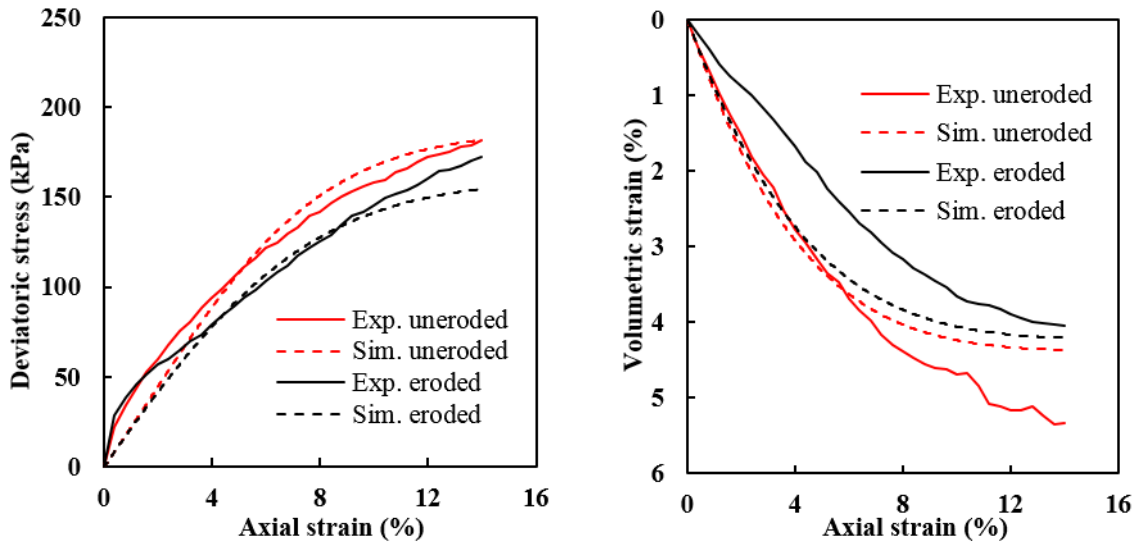 250
200
150
100
50
0
Deviatoric stress (kPa)
Exp. uneroded
Sim. uneroded
Exp. eroded
Sim. eroded
0 4 8 12 16
Axial strain (%)
0
1
2
3
4
5
6
Volumetric strain (%)
Exp. uneroded
Sim. uneroded
Exp. eroded
Sim. eroded
0 4 8 12 16
Axial strain (%)